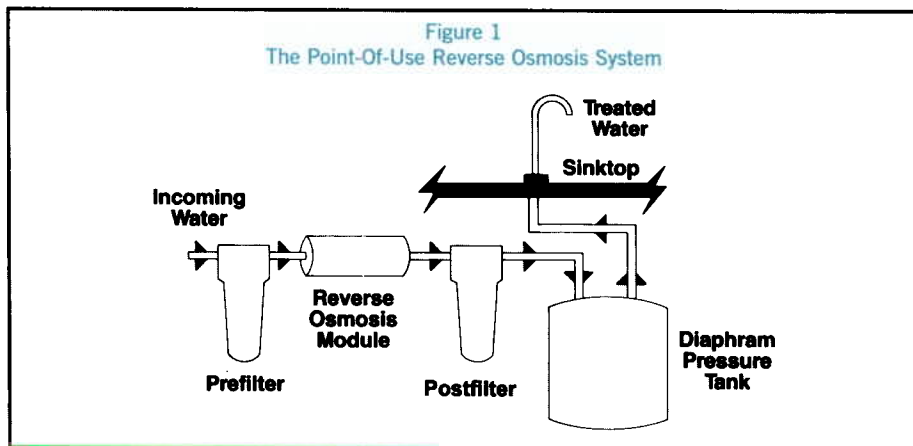 Figure 1
The Point-Of-Use Reverse Osmosis System
Treated
Water
Sinktop
Incoming
Water
Reverse
Osmosis
Module
Prefilter
Postfilter
Diaphram
Pressure
Tank